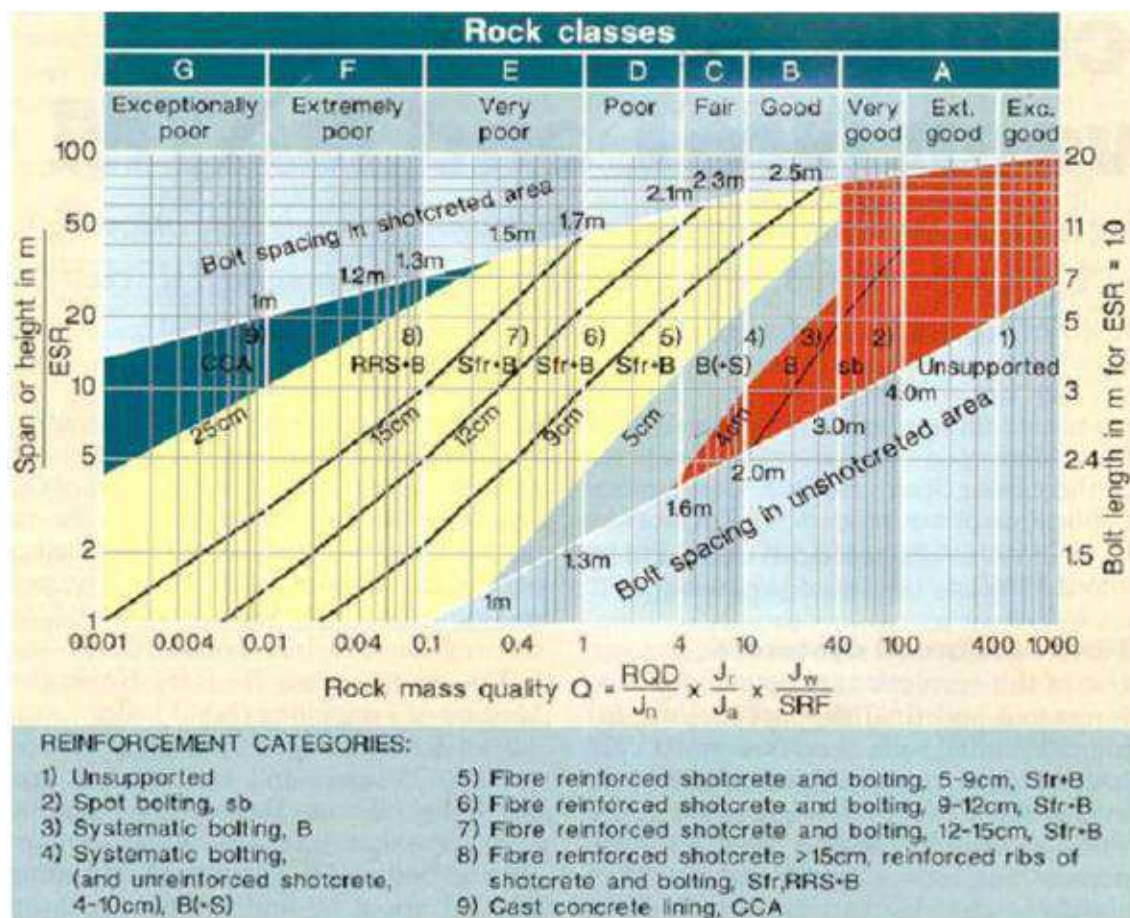 Rock classes
G F E D C B A
Exceptionally poor Extremely poor Very poor Poor Fair Good Very good Ext. good Exc. good
100 20
50 11
20 7
10 5
5 3
2 2.4
1 1.5
Span or height in m
ESR
Bolt length in m for ESR = 1.0
Bolt spacing in shotcreted area
1m 1.2m 1.3m 1.5m 1.7m 2.1m 2.3m 2.5m
9) 8) 7) 6) 5) 4) 3) 2) 1)
CCA RRS+B Sfr+B Sfr+B Sfr+B B(+S) B sb Unsupported
25cm 15cm 12cm 9cm 5cm 4cm
1m 1.3m 1.6m 2.0m 3.0m 4.0m
Bolt spacing in unshotcreted area
0.001 0.004 0.01 0.04 0.1 0.4 1 4 10 40 100 400 1000
Rock mass quality Q = RQD/Jn x Jr/Ja x Jw/SRF
REINFORCEMENT CATEGORIES:
1) Unsupported
2) Spot bolting, sb
3) Systematic bolting, B
4) Systematic bolting,
(and unreinforced shotcrete,
4-10cm), B(+S)
5) Fibre reinforced shotcrete and bolting, 5-9cm, Sfr+B
6) Fibre reinforced shotcrete and bolting, 9-12cm, Sfr+B
7) Fibre reinforced shotcrete and bolting, 12-15cm, Sfr+B
8) Fibre reinforced shotcrete >15cm, reinforced ribs of
shotcrete and bolting, Sfr,RRS+B
9) Cast concrete lining, CCA